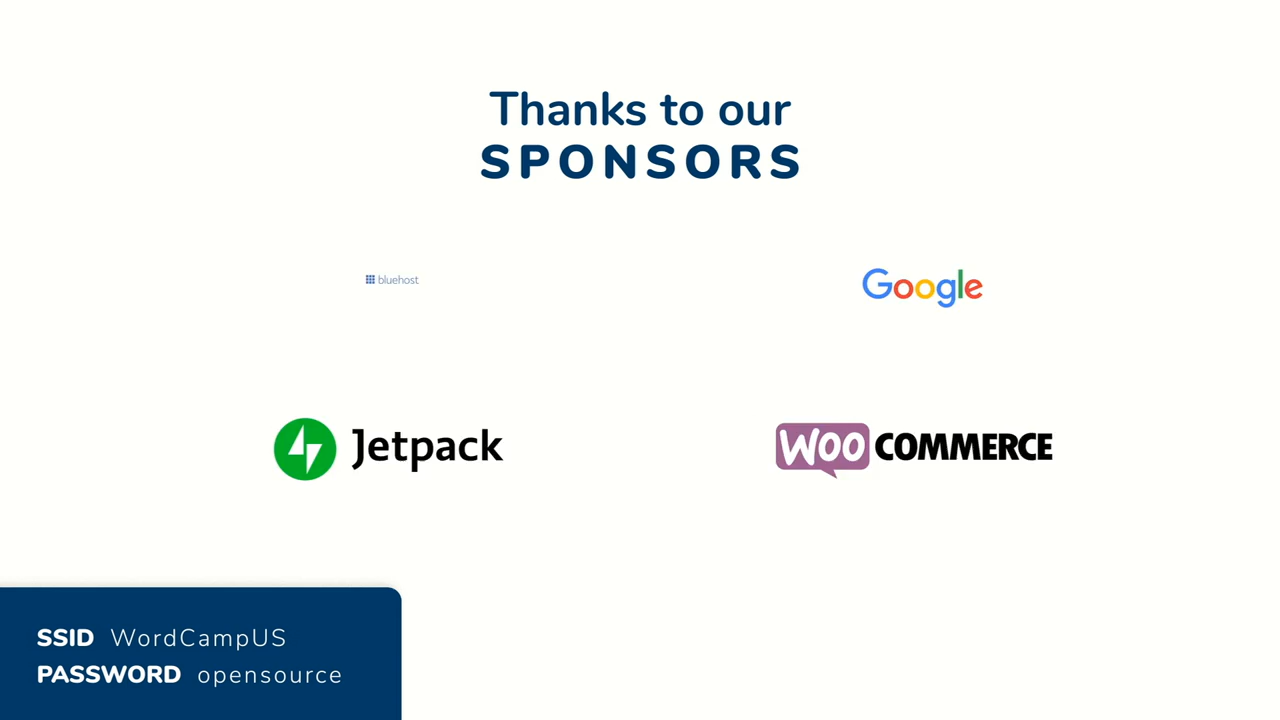 Thanks to our
SPONSORS
bluehost
Google
Jetpack
WOO COMMERCE
SSID WordCampUS
PASSWORD opensource